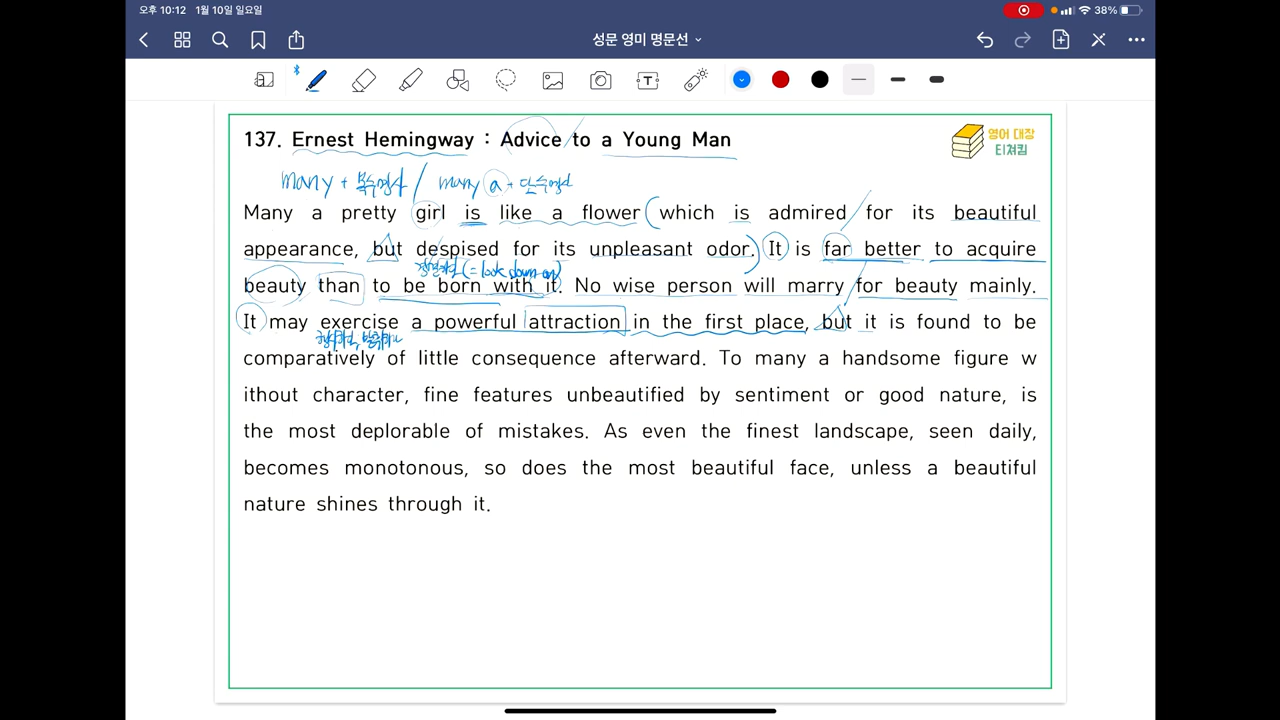 오후 10:12 1월 10일 일요일
38%
성문 영미 명문선
T
137. Ernest Hemingway : Advice to a Young Man
영어 대장
티쳐킴
many + 복수명사 / many a + 단수명사
Many a pretty girl is like a flower (which is admired for its beautiful
appearance, but despised for its unpleasant odor.) It is far better to acquire
(= look down on)
beauty than to be born with it. No wise person will marry for beauty mainly.
It may exercise a powerful attraction in the first place, but it is found to be
행사하다, 발휘하다
comparatively of little consequence afterward. To many a handsome figure w
ithout character, fine features unbeautified by sentiment or good nature, is
the most deplorable of mistakes. As even the finest landscape, seen daily,
becomes monotonous, so does the most beautiful face, unless a beautiful
nature shines through it.